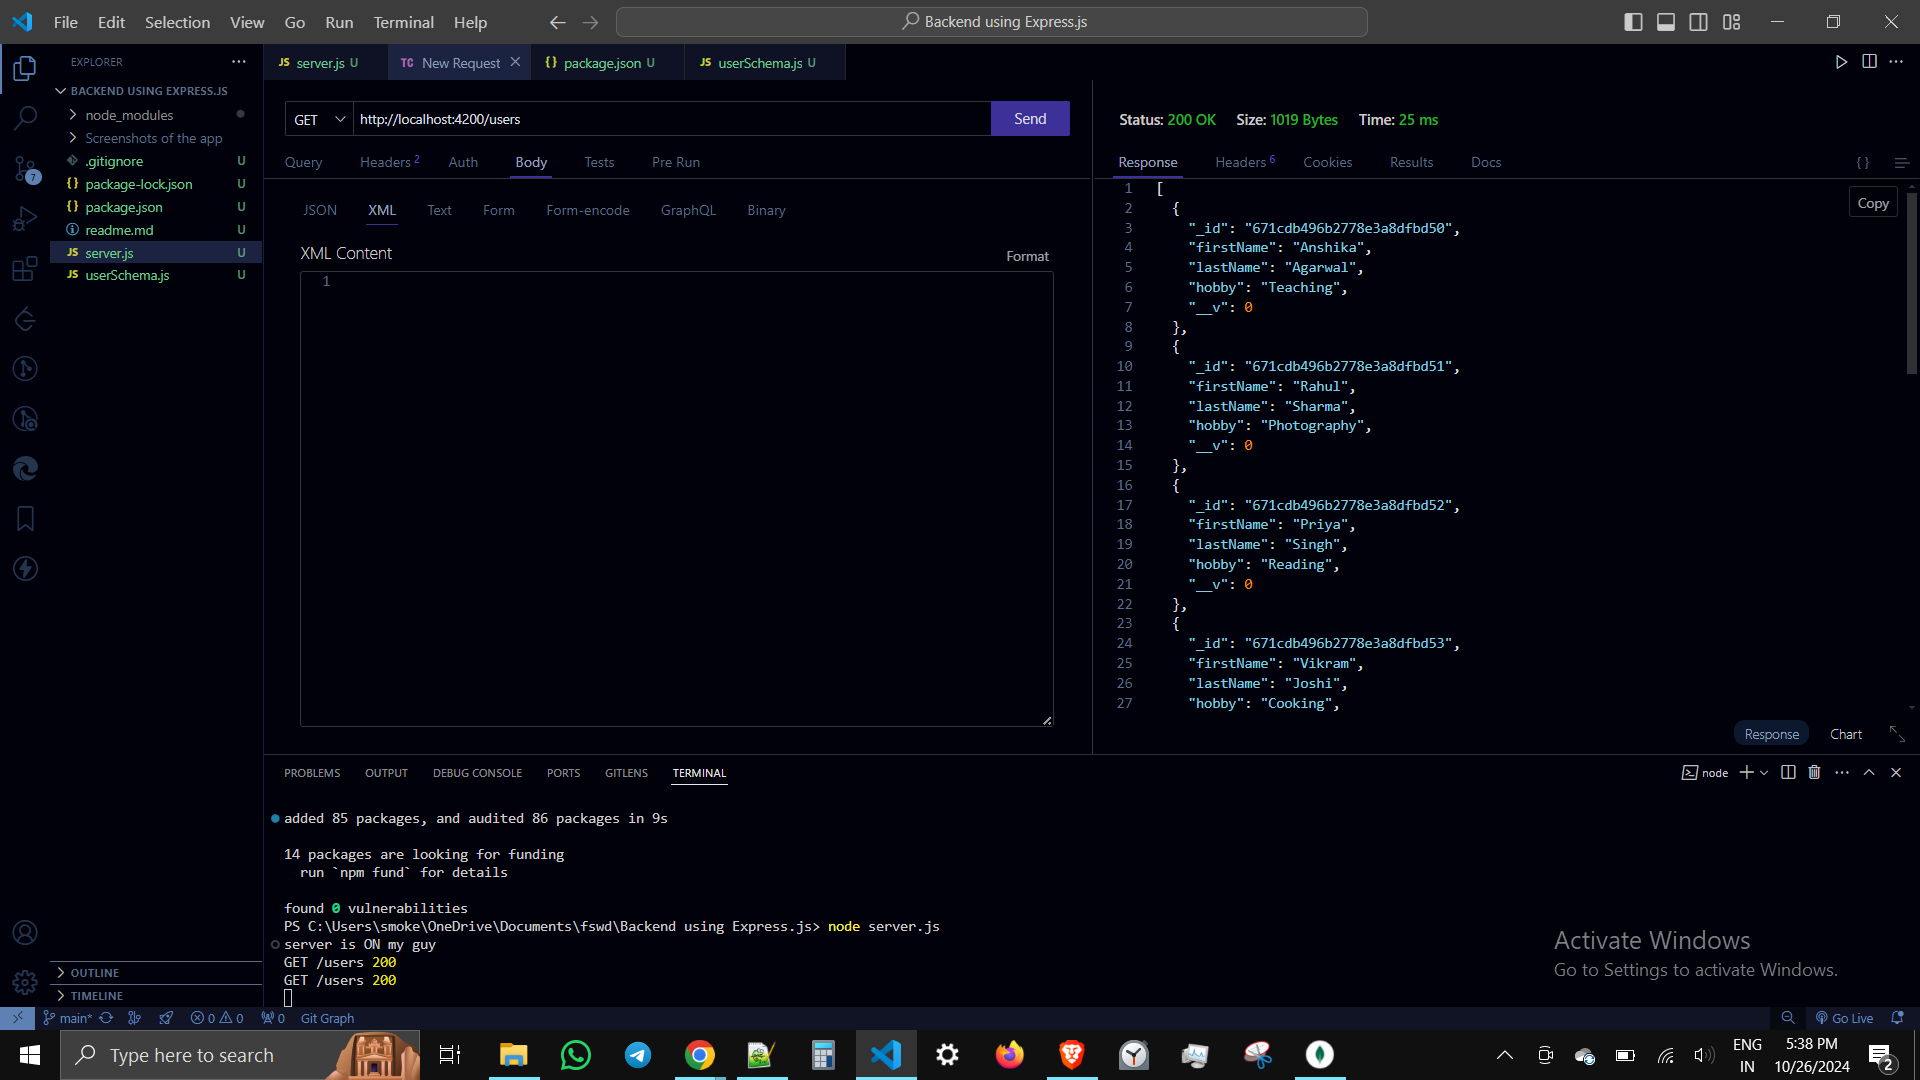 File Edit Selection View Go Run Terminal Help
Backend using Express.js
EXPLORER
BACKEND USING EXPRESS.JS
node_modules
Screenshots of the app
.gitignore U
{} package-lock.json U
{} package.json U
readme.md U
JS server.js U
JS userSchema.js U
OUTLINE
TIMELINE
7
JS server.js U
TC New Request
{} package.json U
JS userSchema.js U
GET http://localhost:4200/users Send
Query Headers 2 Auth Body Tests Pre Run
JSON XML Text Form Form-encode GraphQL Binary
XML Content Format
1
Status: 200 OK Size: 1019 Bytes Time: 25 ms
Response Headers 6 Cookies Results Docs {}
Copy
1 [
2 {
3 "_id": "671cdb496b2778e3a8dfbd50",
4 "firstName": "Anshika",
5 "lastName": "Agarwal",
6 "hobby": "Teaching",
7 "__v": 0
8 },
9 {
10 "_id": "671cdb496b2778e3a8dfbd51",
11 "firstName": "Rahul",
12 "lastName": "Sharma",
13 "hobby": "Photography",
14 "__v": 0
15 },
16 {
17 "_id": "671cdb496b2778e3a8dfbd52",
18 "firstName": "Priya",
19 "lastName": "Singh",
20 "hobby": "Reading",
21 "__v": 0
22 },
23 {
24 "_id": "671cdb496b2778e3a8dfbd53",
25 "firstName": "Vikram",
26 "lastName": "Joshi",
27 "hobby": "Cooking",
Response Chart
PROBLEMS OUTPUT DEBUG CONSOLE PORTS GITLENS TERMINAL
node
added 85 packages, and audited 86 packages in 9s
14 packages are looking for funding
run `npm fund` for details
found 0 vulnerabilities
PS C:\Users\smoke\OneDrive\Documents\fswd\Backend using Express.js> node server.js
server is ON my guy
GET /users 200
GET /users 200
Activate Windows
Go to Settings to activate Windows.
main* 0 0 0 Git Graph
Go Live
Type here to search
ENG
IN
5:38 PM
10/26/2024
2